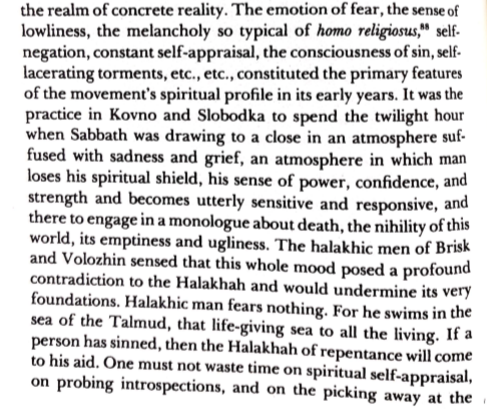 the realm of concrete reality. The emotion of fear, the sense of
lowliness, the melancholy so typical of homo religiosus,⁸⁸ self-
negation, constant self-appraisal, the consciousness of sin, self-
lacerating torments, etc., etc., constituted the primary features
of the movement's spiritual profile in its early years. It was the
practice in Kovno and Slobodka to spend the twilight hour
when Sabbath was drawing to a close in an atmosphere suf-
fused with sadness and grief, an atmosphere in which man
loses his spiritual shield, his sense of power, confidence, and
strength and becomes utterly sensitive and responsive, and
there to engage in a monologue about death, the nihility of this
world, its emptiness and ugliness. The halakhic men of Brisk
and Volozhin sensed that this whole mood posed a profound
contradiction to the Halakhah and would undermine its very
foundations. Halakhic man fears nothing. For he swims in the
sea of the Talmud, that life-giving sea to all the living. If a
person has sinned, then the Halakhah of repentance will come
to his aid. One must not waste time on spiritual self-appraisal,
on probing introspections, and on the picking away at the